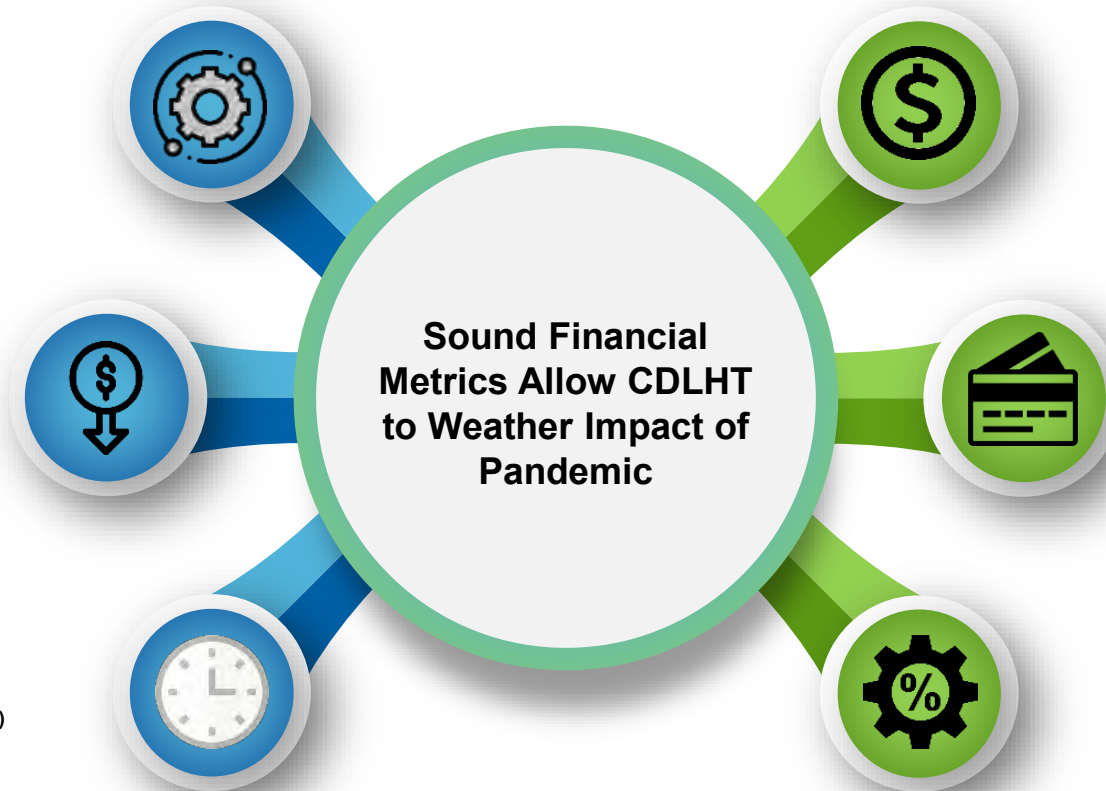 Sound Financial
Metrics Allow CDLHT
to Weather Impact of
Pandemic
$
$
%
)